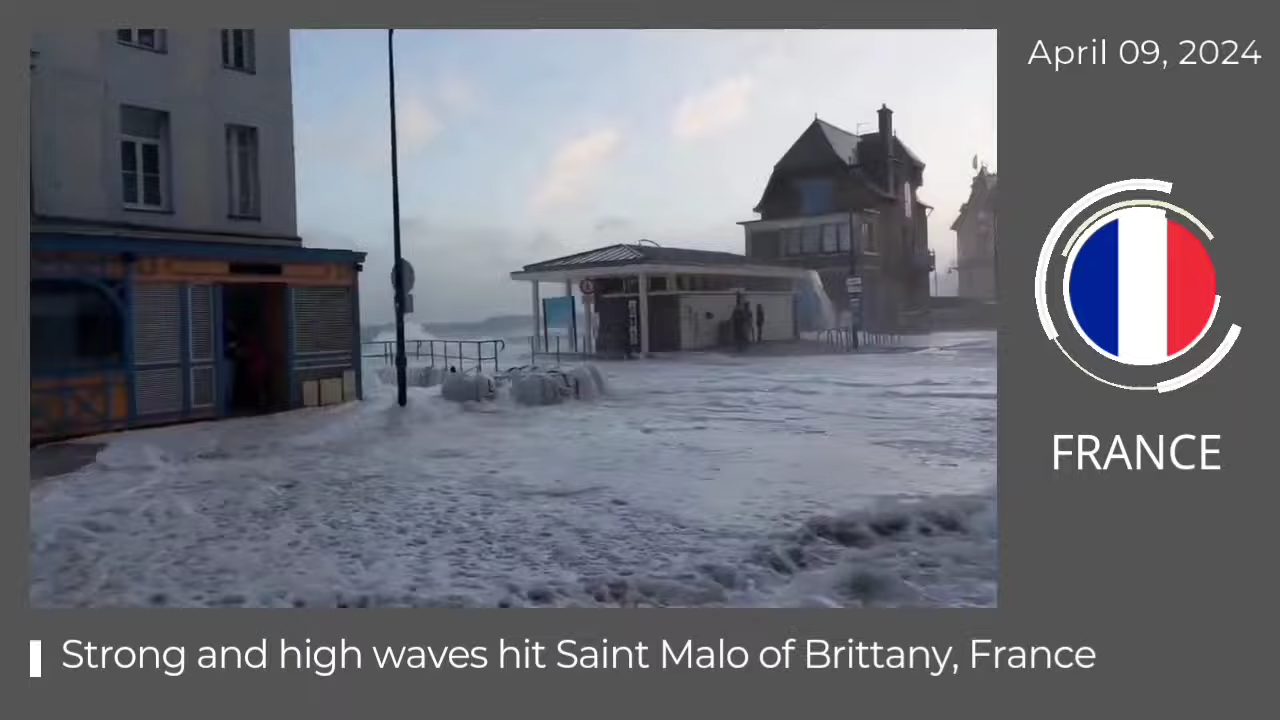 April 09, 2024
FRANCE
Strong and high waves hit Saint Malo of Brittany, France